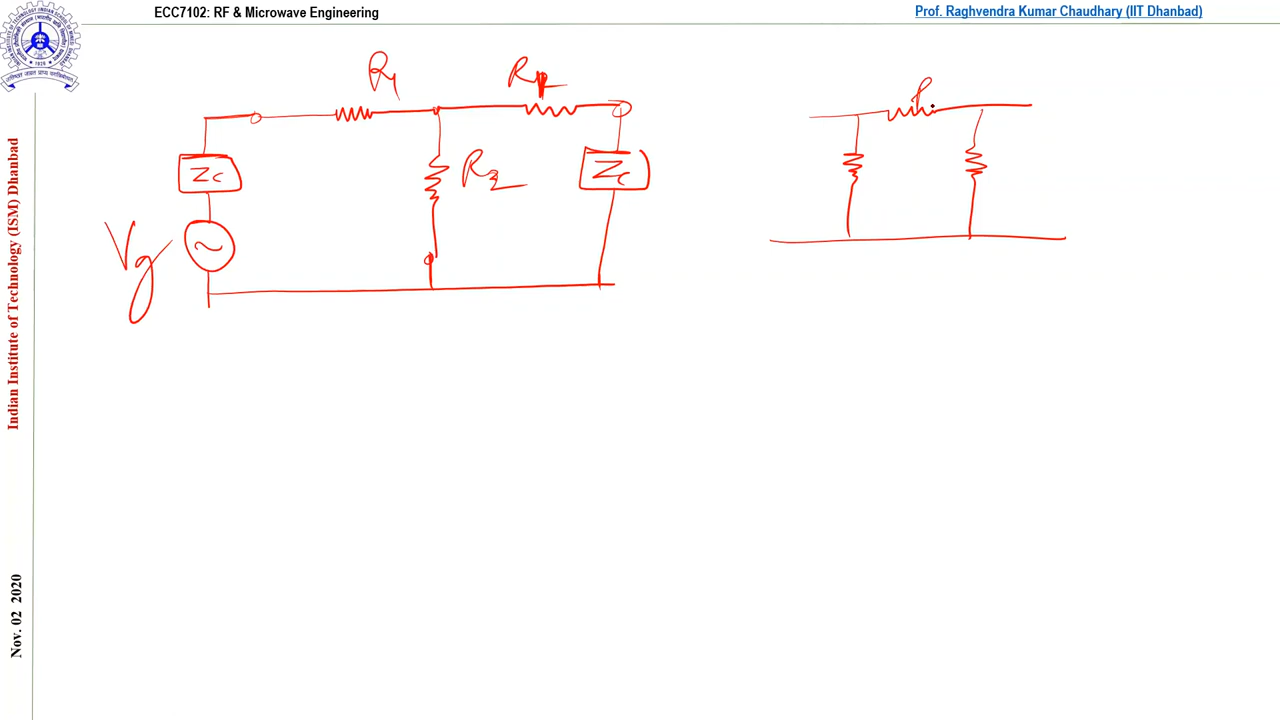 ECC7102: RF & Microwave Engineering
Prof. Raghvendra Kumar Chaudhary (IIT Dhanbad)
Indian Institute of Technology (ISM) Dhanbad
Nov. 02 2020
R1
R2
Zc
Zc
Vg